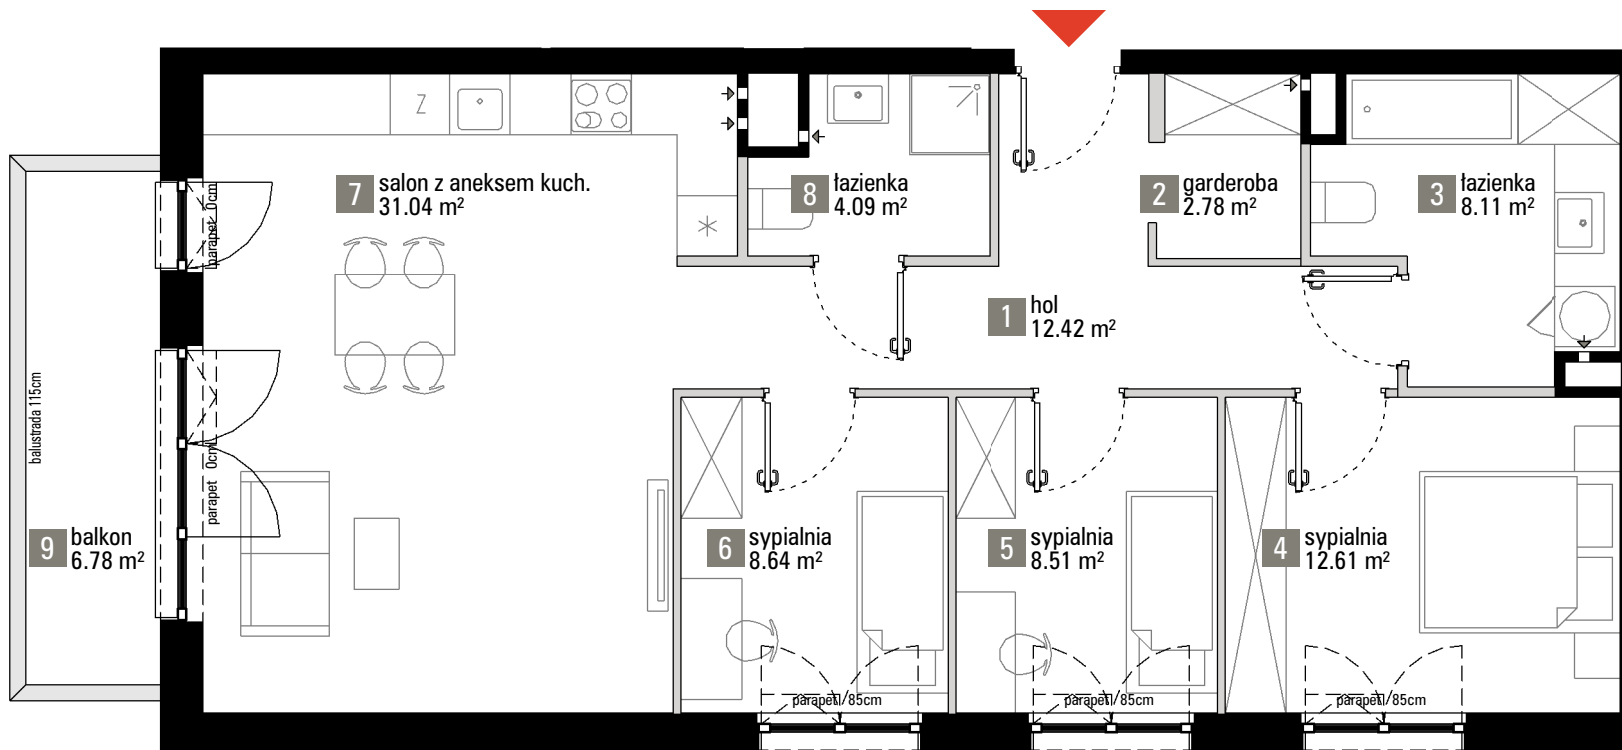 Z
7 salon z aneksem kuch.
31.04 m²
8 łazienka
4.09 m²
2 garderoba
2.78 m²
3 łazienka
8.11 m²
parapet 0cm
1 hol
12.42 m²
balustrada 115cm
parapet 0cm
9 balkon
6.78 m²
6 sypialnia
8.64 m²
5 sypialnia
8.51 m²
4 sypialnia
12.61 m²
parapet /85cm
parapet /85cm
parapet /85cm